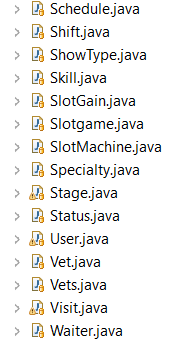 Schedule.java
Shift.java
ShowType.java
Skill.java
SlotGain.java
Slotgame.java
SlotMachine.java
Specialty.java
Stage.java
Status.java
User.java
Vet.java
Vets.java
Visit.java
Waiter.java